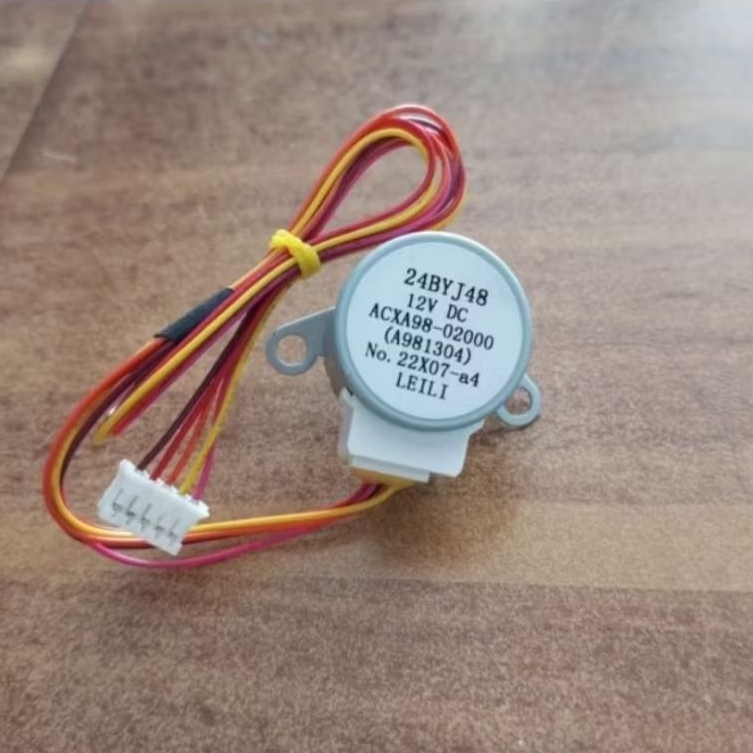 24BYJ48
12V DC
ACXA98-02000
(A981304)
No. 22X07-a4
LEILI